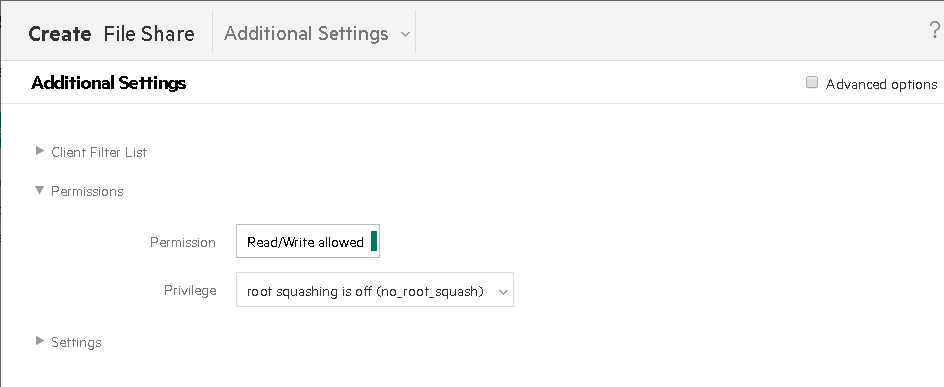 Create File Share Additional Settings ?
Additional Settings Advanced options
Client Filter List
Permissions
Permission Read/Write allowed
Privilege root squashing is off (no_root_squash)
Settings